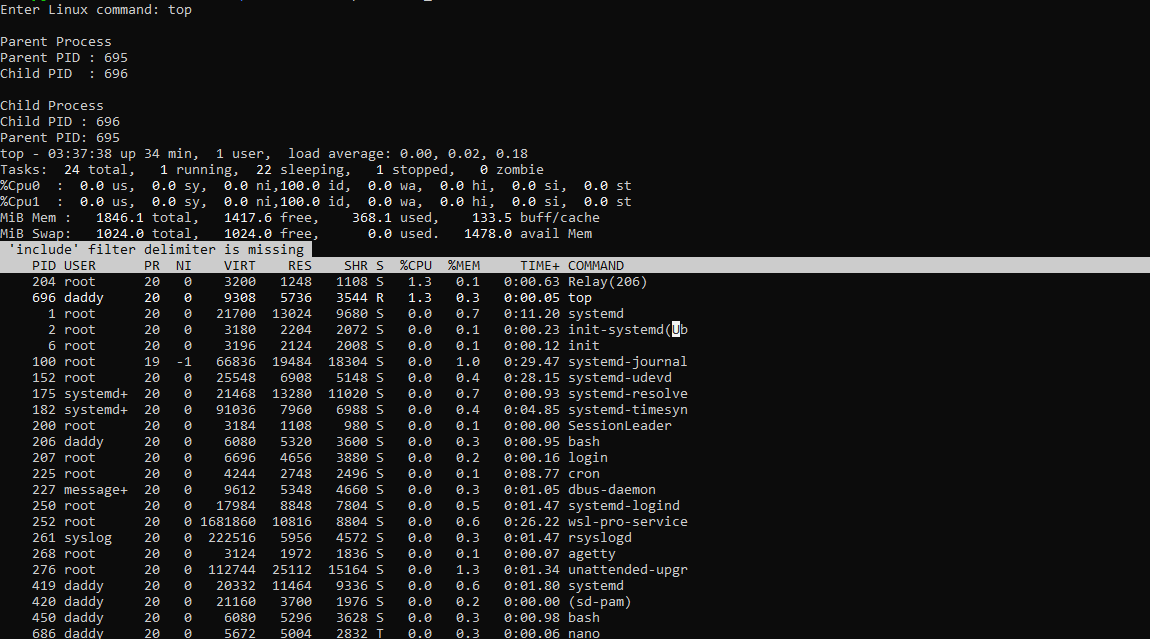 Enter Linux command: top
Parent Process
Parent PID : 695
Child PID  : 696
Child Process
Child PID : 696
Parent PID: 695
top - 03:37:38 up 34 min,  1 user,  load average: 0.00, 0.02, 0.18
Tasks:  24 total,   1 running,  22 sleeping,   1 stopped,   0 zombie
%Cpu0  :  0.0 us,  0.0 sy,  0.0 ni,100.0 id,  0.0 wa,  0.0 hi,  0.0 si,  0.0 st
%Cpu1  :  0.0 us,  0.0 sy,  0.0 ni,100.0 id,  0.0 wa,  0.0 hi,  0.0 si,  0.0 st
MiB Mem :   1846.1 total,   1417.6 free,    368.1 used,    133.5 buff/cache
MiB Swap:   1024.0 total,   1024.0 free,      0.0 used.   1478.0 avail Mem
 'include' filter delimiter is missing
    PID USER      PR  NI    VIRT    RES    SHR S  %CPU  %MEM     TIME+ COMMAND
    204 root      20   0    3200   1248   1108 S   1.3   0.1   0:00.63 Relay(206)
    696 daddy     20   0    9308   5736   3544 R   1.3   0.3   0:00.05 top
      1 root      20   0   21700  13024   9680 S   0.0   0.7   0:11.20 systemd
      2 root      20   0    3180   2204   2072 S   0.0   0.1   0:00.23 init-systemd(Ub
      6 root      20   0    3196   2124   2008 S   0.0   0.1   0:00.12 init
    100 root      19  -1   66836  19484  18304 S   0.0   1.0   0:29.47 systemd-journal
    152 root      20   0   25548   6908   5148 S   0.0   0.4   0:28.15 systemd-udevd
    175 systemd+  20   0   21468  13280  11020 S   0.0   0.7   0:00.93 systemd-resolve
    182 systemd+  20   0   91036   7960   6988 S   0.0   0.4   0:04.85 systemd-timesyn
    200 root      20   0    3184   1108    980 S   0.0   0.1   0:00.00 SessionLeader
    206 daddy     20   0    6080   5320   3600 S   0.0   0.3   0:00.95 bash
    207 root      20   0    6696   4656   3880 S   0.0   0.2   0:00.16 login
    225 root      20   0    4244   2748   2496 S   0.0   0.1   0:08.77 cron
    227 message+  20   0    9612   5348   4660 S   0.0   0.3   0:01.05 dbus-daemon
    250 root      20   0   17984   8848   7804 S   0.0   0.5   0:01.47 systemd-logind
    252 root      20   0 1681860  10816   8804 S   0.0   0.6   0:26.22 wsl-pro-service
    261 syslog    20   0  222516   5956   4572 S   0.0   0.3   0:01.47 rsyslogd
    268 root      20   0    3124   1972   1836 S   0.0   0.1   0:00.07 agetty
    276 root      20   0  112744  25112  15164 S   0.0   1.3   0:01.34 unattended-upgr
    419 daddy     20   0   20332  11464   9336 S   0.0   0.6   0:01.80 systemd
    420 daddy     20   0   21160   3700   1976 S   0.0   0.2   0:00.00 (sd-pam)
    450 daddy     20   0    6080   5296   3628 S   0.0   0.3   0:00.98 bash
    686 daddy     20   0    5672   5004   2832 T   0.0   0.3   0:00.06 nano